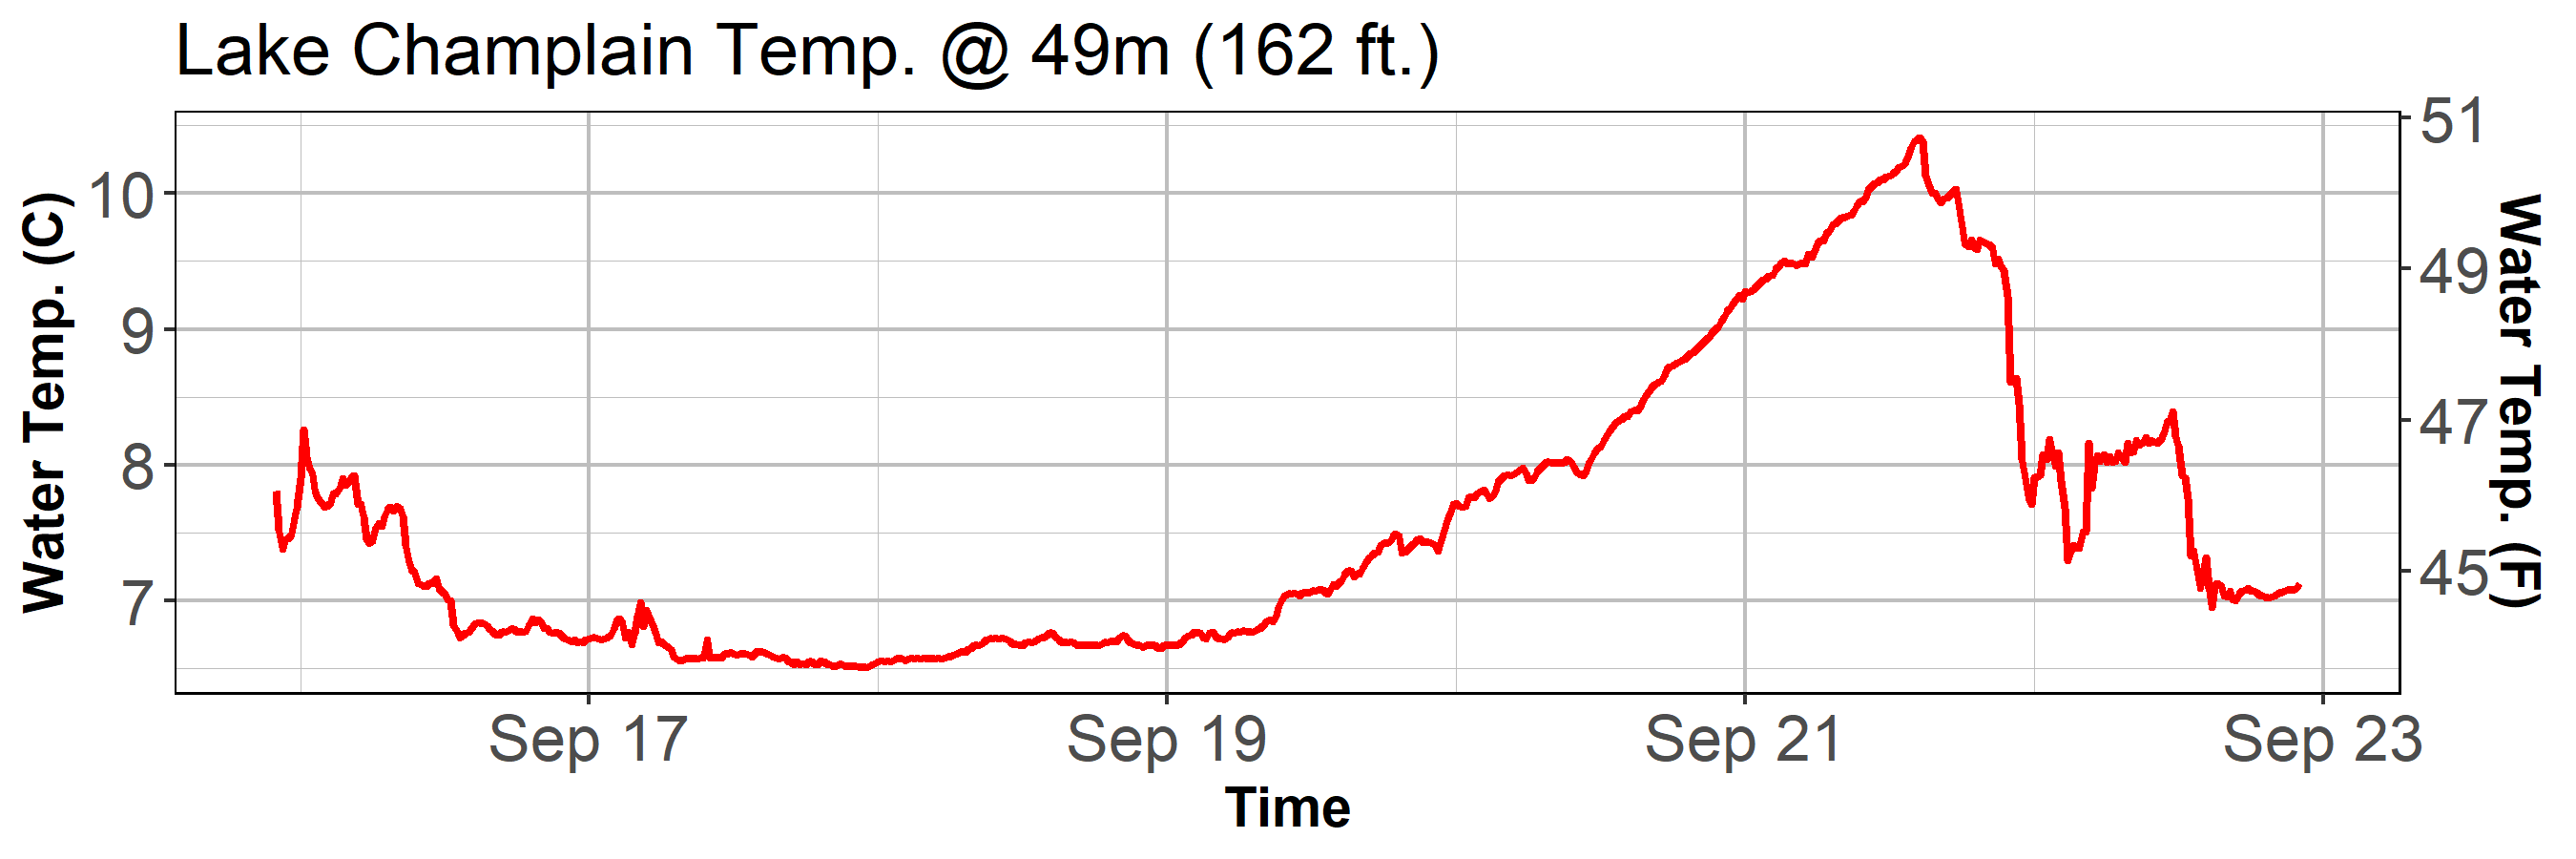 Lake Champlain Temp. @ 49m (162 ft.)
Water Temp. (C)
10
9
8
7
51
49
47
45
Water Temp. (F)
Sep 17
Sep 19
Sep 21
Sep 23
Time